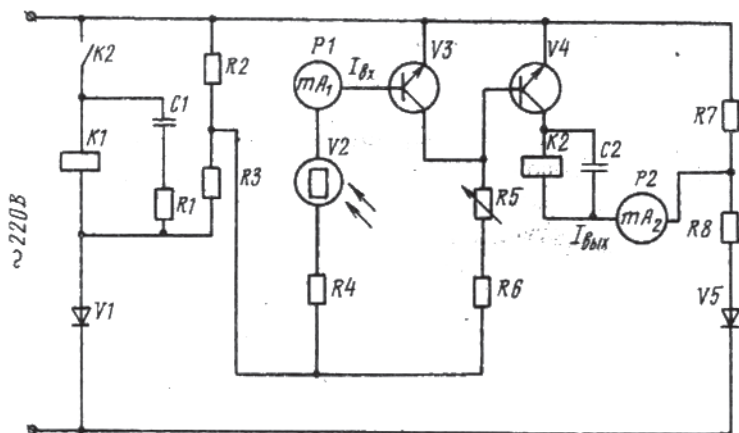 P1
V3
V4
K2
R2
mA1
Iвх
C1
K1
V2
K2
C2
R7
R3
P2
R1
R5
mA2
R8
Iвых
~220В
R4
R6
V1
V5